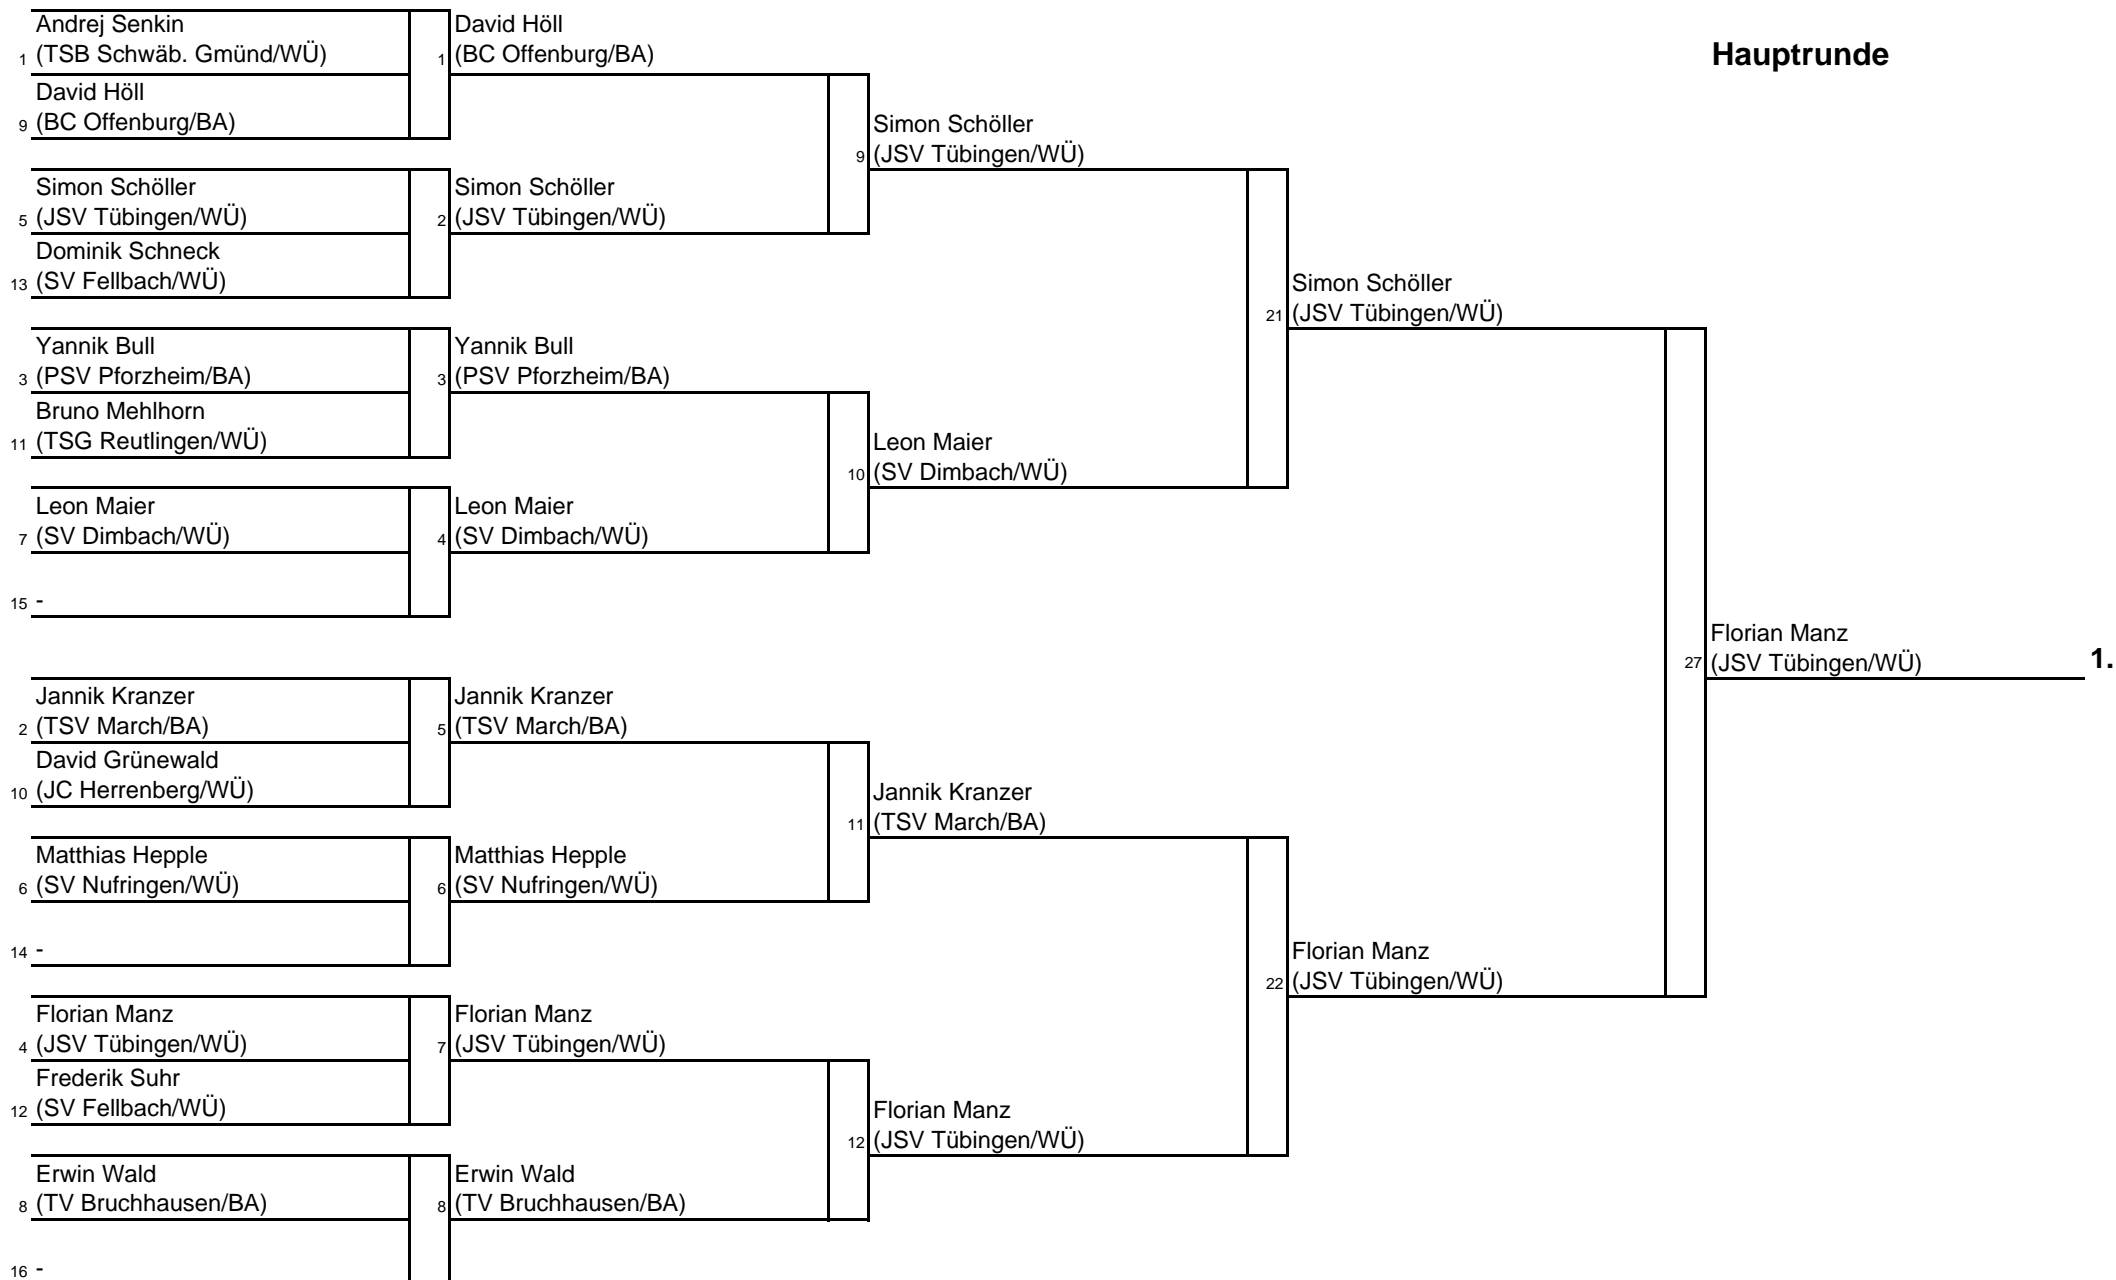 Hauptrunde
Andrej Senkin
1 (TSB Schwäb. Gmünd/WÜ)
David Höll
9 (BC Offenburg/BA)
Simon Schöller
5 (JSV Tübingen/WÜ)
Dominik Schneck
13 (SV Fellbach/WÜ)
Yannik Bull
3 (PSV Pforzheim/BA)
Bruno Mehlhorn
11 (TSG Reutlingen/WÜ)
Leon Maier
7 (SV Dimbach/WÜ)
15 -
Jannik Kranzer
2 (TSV March/BA)
David Grünewald
10 (JC Herrenberg/WÜ)
Matthias Hepple
6 (SV Nufringen/WÜ)
14 -
Florian Manz
4 (JSV Tübingen/WÜ)
Frederik Suhr
12 (SV Fellbach/WÜ)
Erwin Wald
8 (TV Bruchhausen/BA)
16 -
David Höll
1 (BC Offenburg/BA)
Simon Schöller
2 (JSV Tübingen/WÜ)
Yannik Bull
3 (PSV Pforzheim/BA)
Leon Maier
4 (SV Dimbach/WÜ)
Jannik Kranzer
5 (TSV March/BA)
Matthias Hepple
6 (SV Nufringen/WÜ)
Florian Manz
7 (JSV Tübingen/WÜ)
Erwin Wald
8 (TV Bruchhausen/BA)
Simon Schöller
9 (JSV Tübingen/WÜ)
Leon Maier
10 (SV Dimbach/WÜ)
Jannik Kranzer
11 (TSV March/BA)
Florian Manz
12 (JSV Tübingen/WÜ)
Simon Schöller
21 (JSV Tübingen/WÜ)
Florian Manz
22 (JSV Tübingen/WÜ)
Florian Manz
27 (JSV Tübingen/WÜ) 1.